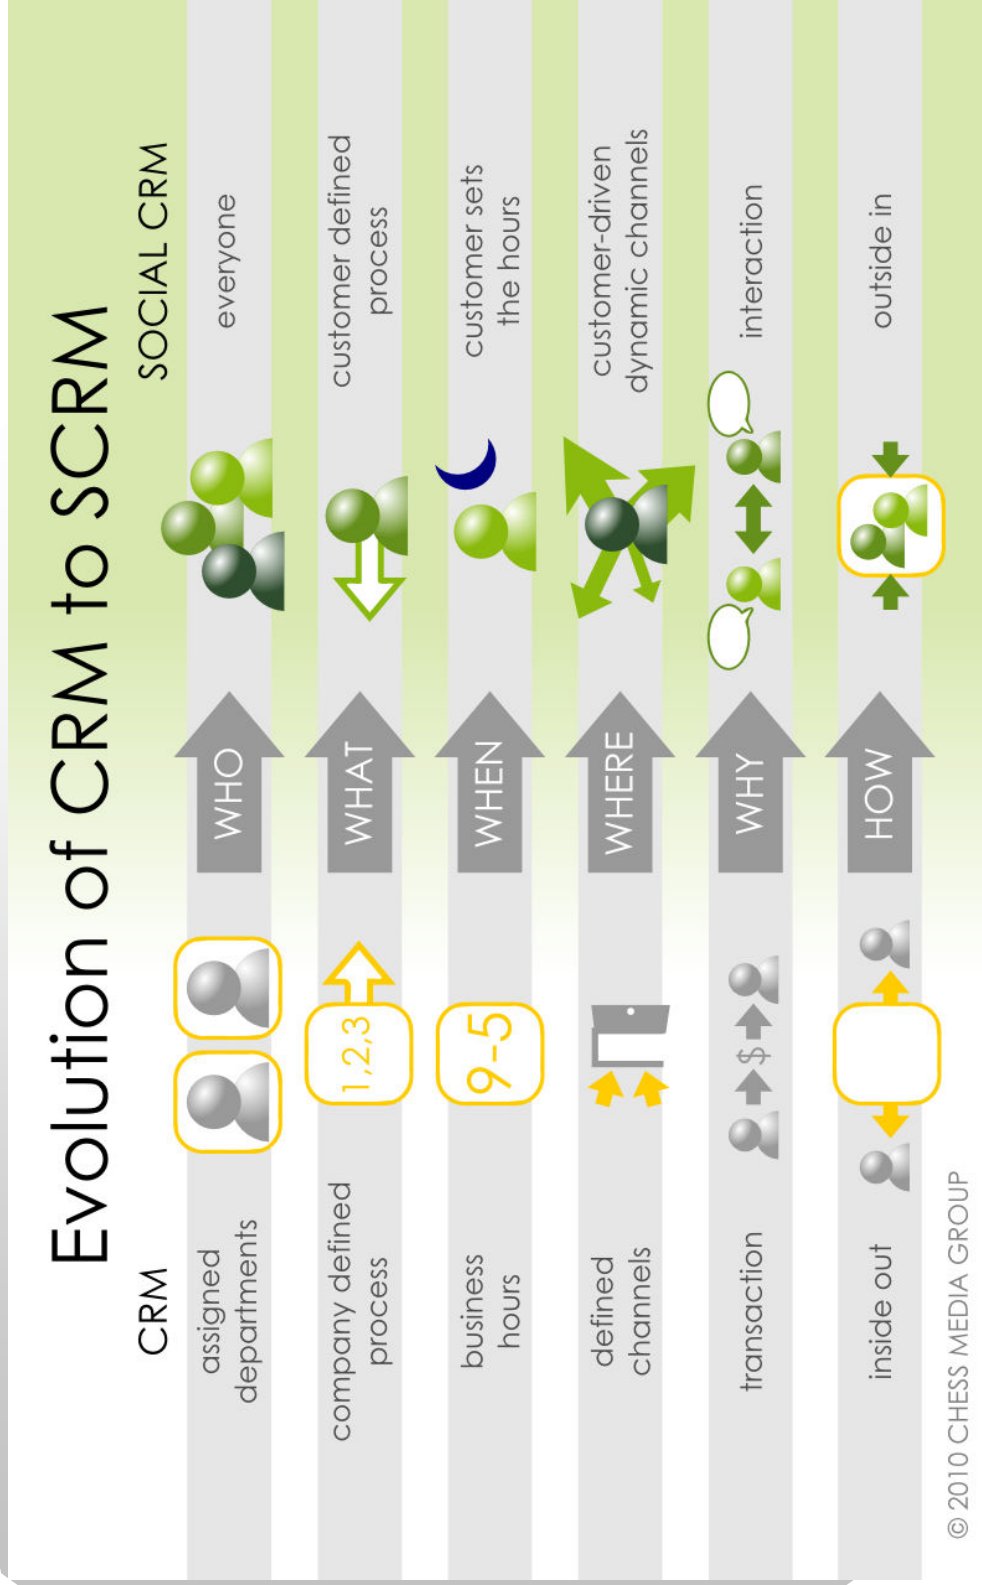 Evolution of CRM to SCRM
CRM
SOCIAL CRM
assigned
departments
WHO
everyone
company defined
process
1,2,3
WHAT
customer defined
process
business
hours
9-5
WHEN
customer sets
the hours
defined
channels
WHERE
customer-driven
dynamic channels
transaction
$
WHY
interaction
inside out
HOW
outside in
© 2010 CHESS MEDIA GROUP